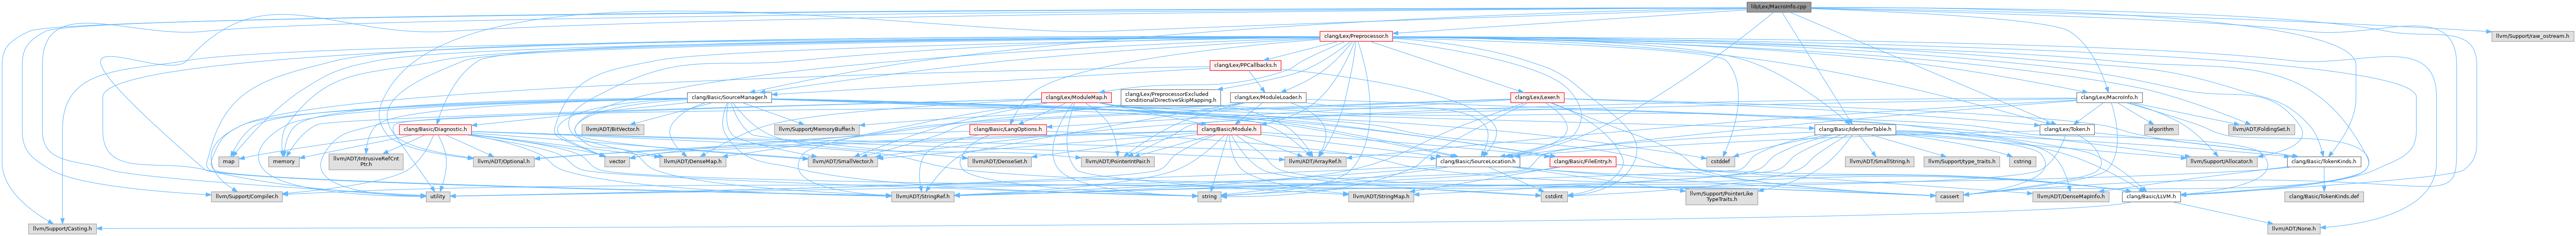 lib/Lex/MacroInfo.cpp
clang/Lex/Preprocessor.h
llvm/Support/raw_ostream.h
clang/Lex/PPCallbacks.h
clang/Basic/SourceManager.h
clang/Lex/ModuleMap.h
clang/Lex/PreprocessorExcluded
ConditionalDirectiveSkipMapping.h
clang/Lex/ModuleLoader.h
clang/Lex/Lexer.h
clang/Lex/MacroInfo.h
clang/Basic/Diagnostic.h
llvm/ADT/BitVector.h
llvm/Support/MemoryBuffer.h
clang/Basic/LangOptions.h
clang/Basic/Module.h
clang/Basic/IdentifierTable.h
clang/Lex/Token.h
algorithm
llvm/ADT/FoldingSet.h
map
memory
llvm/ADT/IntrusiveRefCnt
Ptr.h
llvm/ADT/Optional.h
vector
llvm/ADT/DenseMap.h
llvm/ADT/SmallVector.h
llvm/ADT/DenseSet.h
llvm/ADT/PointerIntPair.h
llvm/ADT/ArrayRef.h
clang/Basic/SourceLocation.h
clang/Basic/FileEntry.h
cstddef
llvm/ADT/SmallString.h
llvm/Support/type_traits.h
cstring
llvm/Support/Allocator.h
clang/Basic/TokenKinds.h
llvm/Support/Compiler.h
utility
llvm/ADT/StringRef.h
string
llvm/ADT/StringMap.h
cstdint
llvm/Support/PointerLike
TypeTraits.h
cassert
llvm/ADT/DenseMapInfo.h
clang/Basic/LLVM.h
clang/Basic/TokenKinds.def
llvm/Support/Casting.h
llvm/ADT/None.h